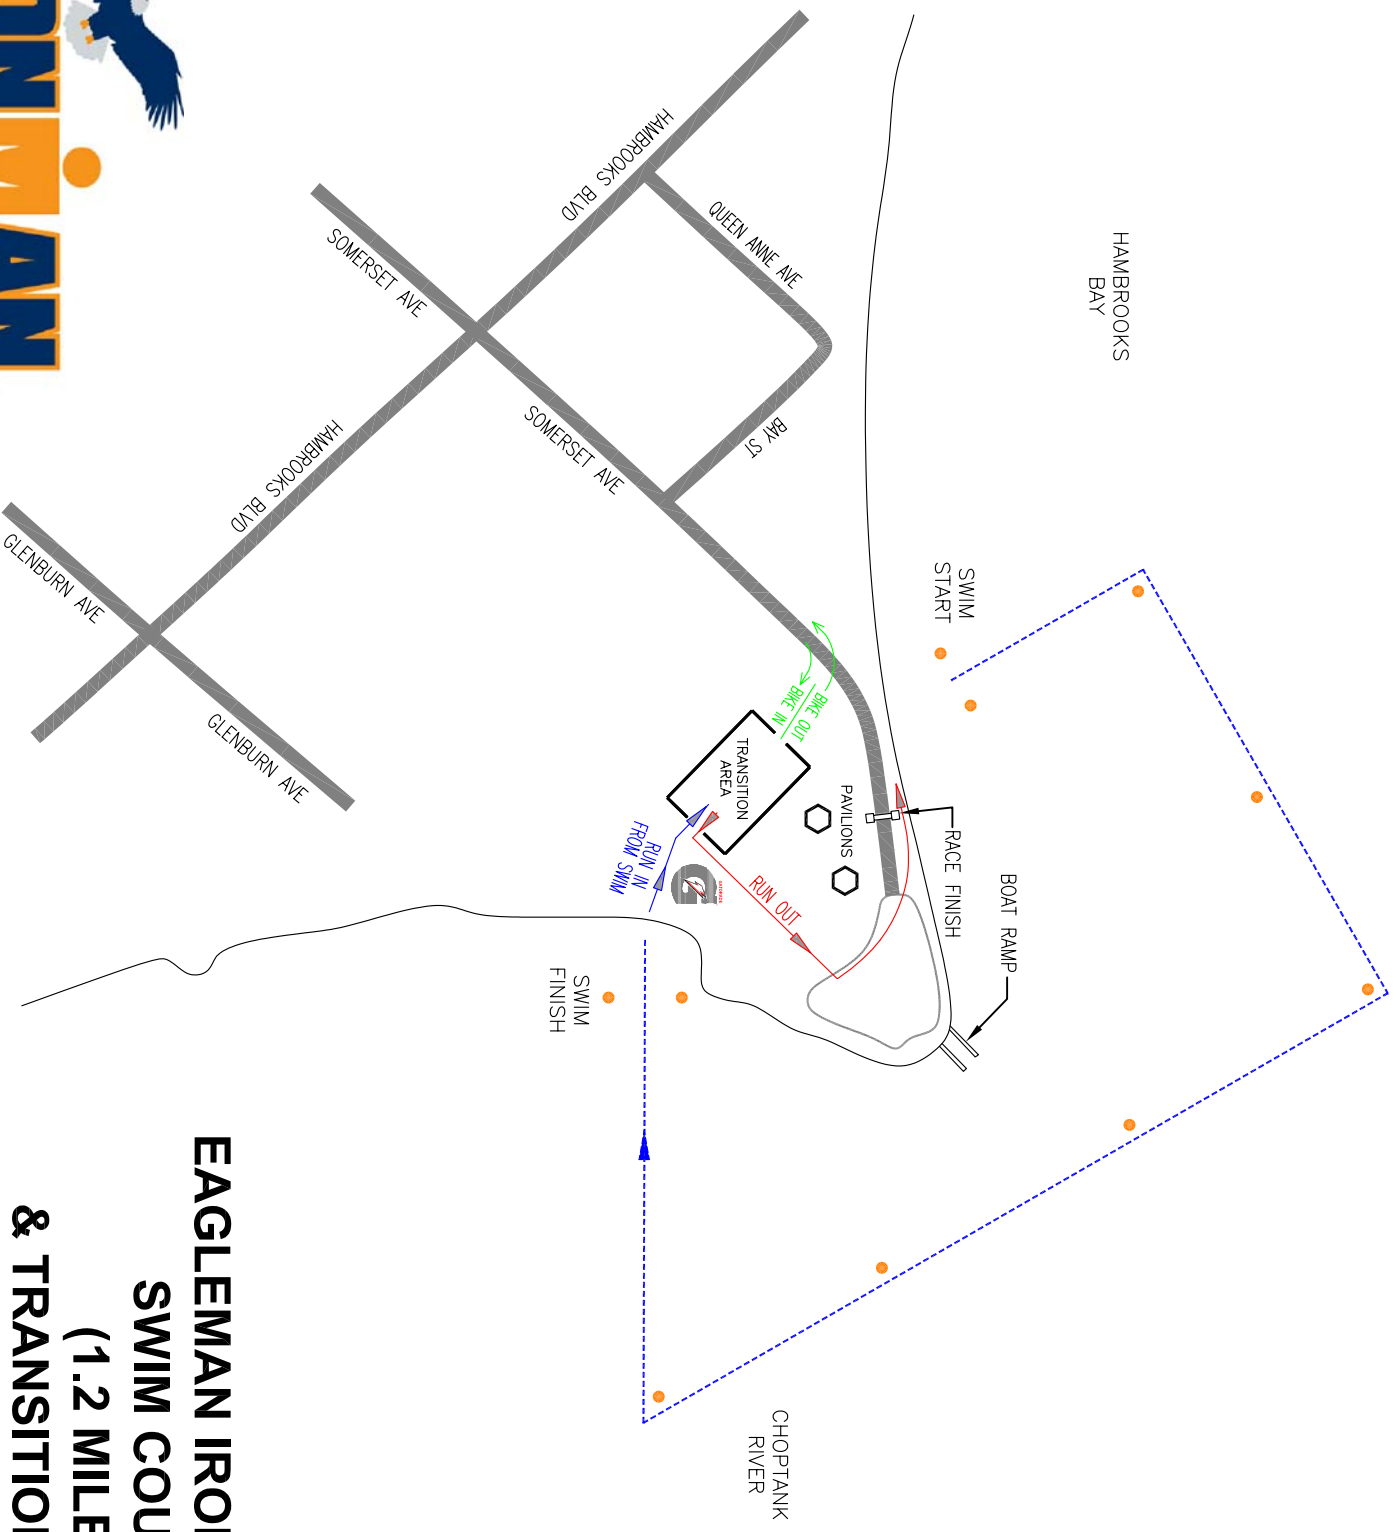 HAMBROOKS
BAY
HAMBROOKS
BLVD
QUEEN ANNE AVE
SOMERSET AVE
BAY ST
SOMERSET AVE
HAMBROOKS
BLVD
GLENBURN AVE
GLENBURN AVE
SWIM
START
BIKE OUT
BIKE IN
TRANSITION
AREA
PAVILIONS
RACE FINISH
BOAT RAMP
RUN IN
FROM SWIM
RUN OUT
SWIM
FINISH
CHOPTANK
RIVER
EAGLEMAN IRO
SWIM COU
(1.2 MILE
& TRANSITIO